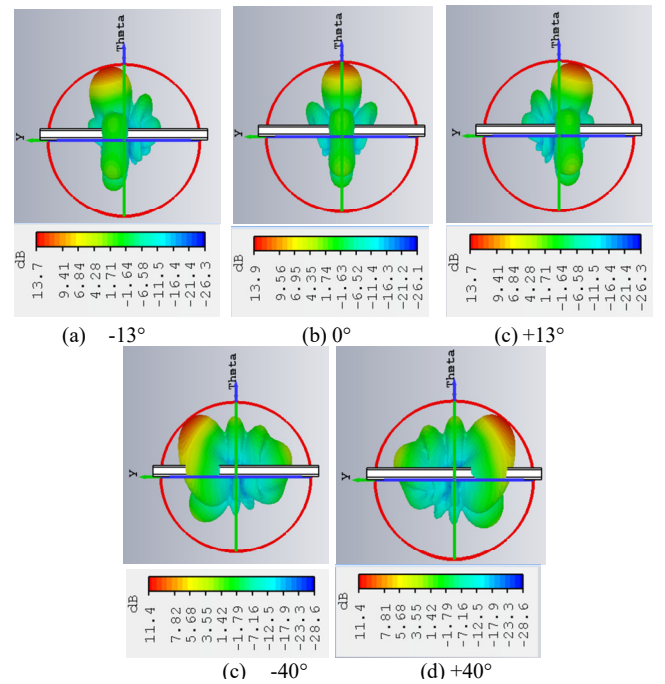 Theta
Y
Theta
Y
Theta
Y
dB
13.7
9.41
6.84
4.28
1.71
-1.64
-6.58
-11.5
-16.4
-21.4
-26.3
dB
13.9
9.56
6.95
4.35
1.74
-1.63
-6.52
-11.4
-16.3
-21.2
-26.1
dB
13.7
9.41
6.84
4.28
1.71
-1.64
-6.58
-11.5
-16.4
-21.4
-26.3
(a) -13°
(b) 0°
(c) +13°
Theta
Y
Theta
Y
dB
11.4
7.82
5.68
3.55
1.42
-1.79
-7.16
-12.5
-17.9
-23.3
-28.6
dB
11.4
7.81
5.68
3.55
1.42
-1.79
-7.16
-12.5
-17.9
-23.3
-28.6
(c) -40°
(d) +40°